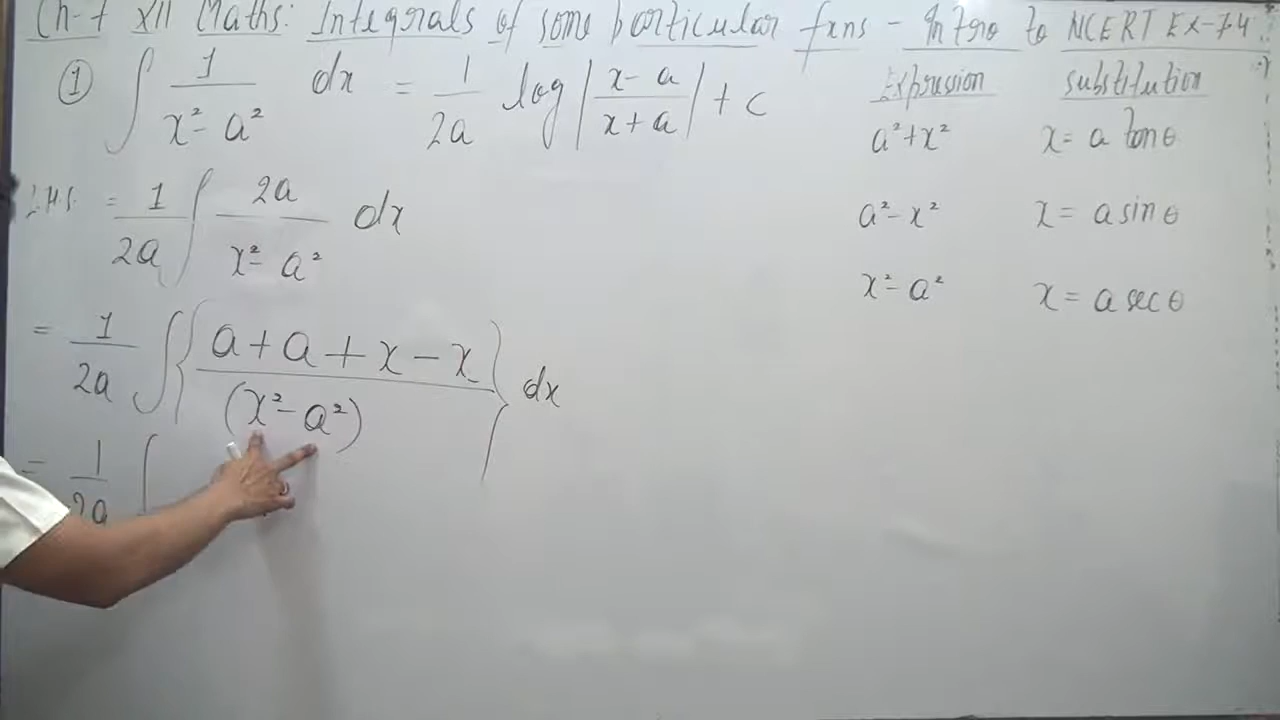 Ch-7 XII Maths: Integrals of some particular fxns - Intro to NCERT EX-7.4
① ∫ 1/(x² - a²) dx = 1/2a log |(x - a)/(x + a)| + c
L.H.S. = 1/2a ∫ 2a/(x² - a²) dx
= 1/2a ∫ {(a + a + x - x)/(x² - a²)} dx
= 1/2a ∫
Expression substitution
a² + x² x = a tanθ
a² - x² x = a sinθ
x² - a² x = a secθ